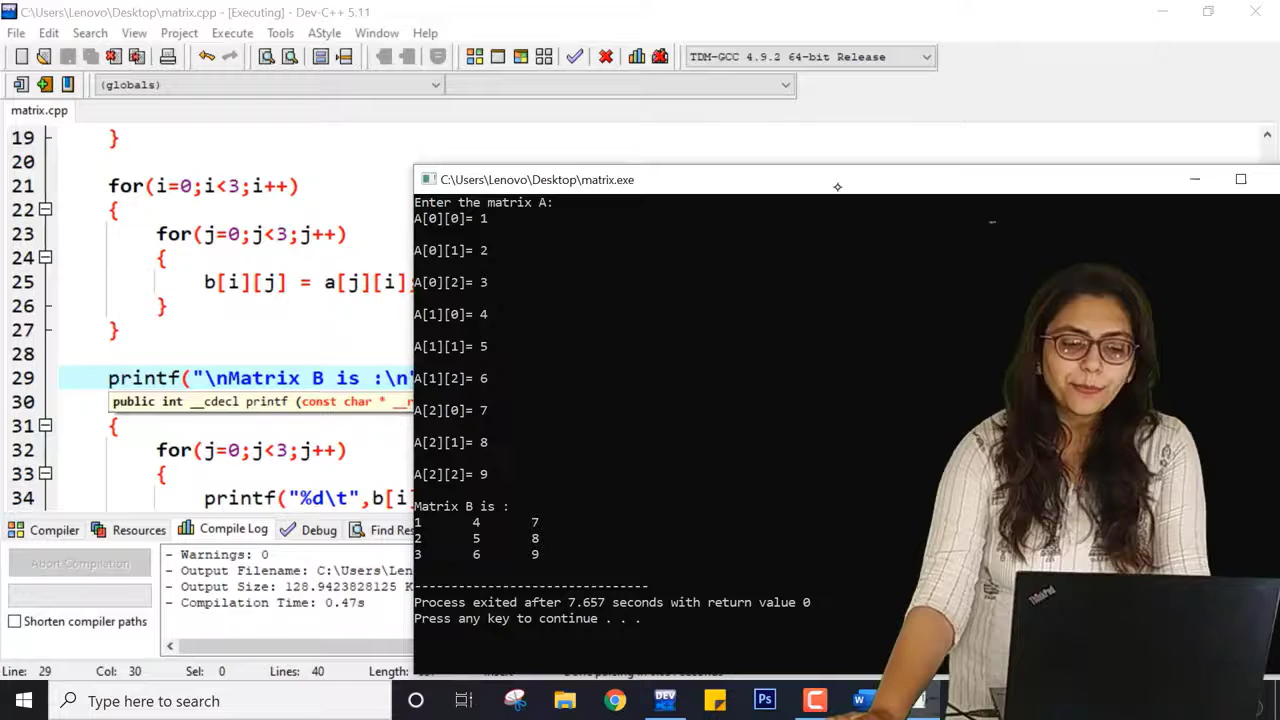 C:\Users\Lenovo\Desktop\matrix.cpp - [Executing] - Dev-C++ 5.11
File Edit Search View Project Execute Tools AStyle Window Help
TDM-GCC 4.9.2 64-bit Release
(globals)
matrix.cpp
19 }
20
21 for(i=0;i<3;i++)
22 {
23 for(j=0;j<3;j++)
24 {
25 b[i][j] = a[j][i]
26 }
27 }
28
29 printf("\nMatrix B is :\n"
30 public int __cdecl printf (const char *
31 {
32 for(j=0;j<3;j++)
33 {
34 printf("%d\t",b[i]
C:\Users\Lenovo\Desktop\matrix.exe
Enter the matrix A:
A[0][0]= 1
A[0][1]= 2
A[0][2]= 3
A[1][0]= 4
A[1][1]= 5
A[1][2]= 6
A[2][0]= 7
A[2][1]= 8
A[2][2]= 9
Matrix B is :
1 4 7
2 5 8
3 6 9
--------------------------------
Process exited after 7.657 seconds with return value 0
Press any key to continue . . .
Compiler Resources Compile Log Debug Find Res
Abort Compilation
Shorten compiler paths
- Warnings: 0
- Output Filename: C:\Users\Len
- Output Size: 128.9423828125 K
- Compilation Time: 0.47s
Line: 29 Col: 30 Sel: 0 Lines: 40 Length:
Type here to search
DEV
Ps
ThinkPad